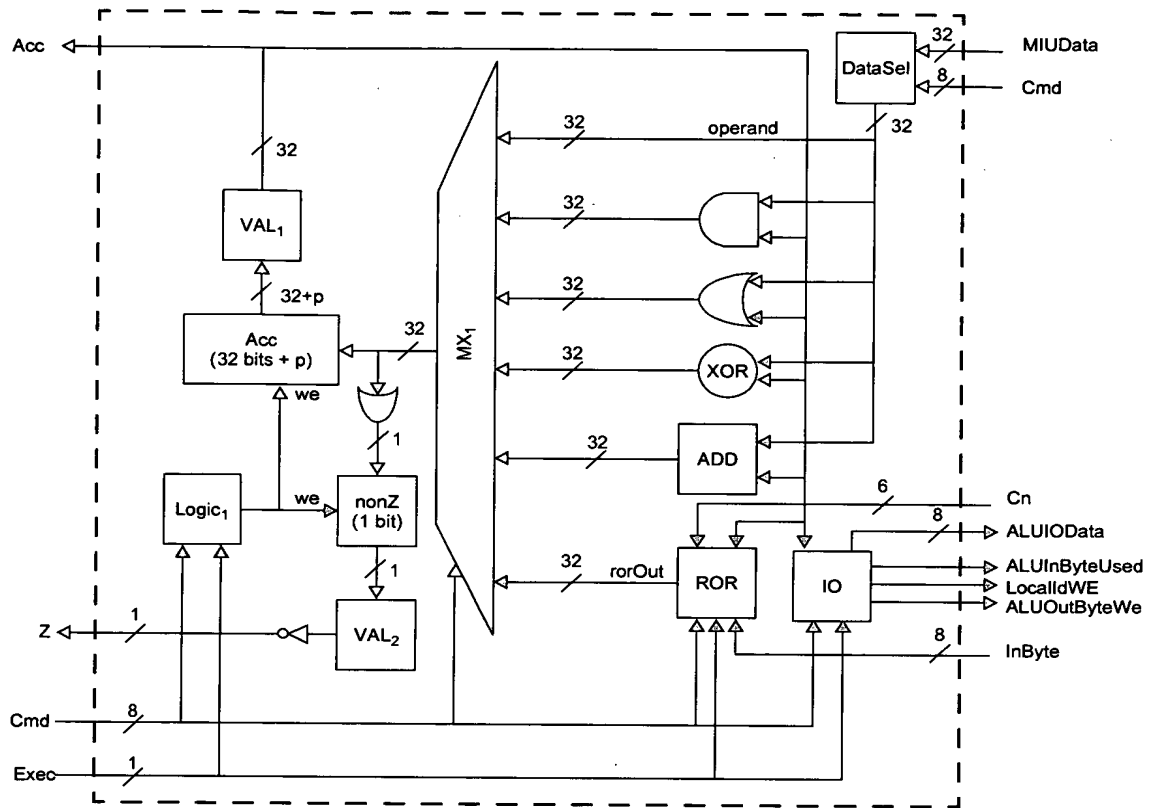 Acc
32
MIUData
DataSel
8
Cmd
32
32
operand
32
32
VAL1
32+p
32
Acc
(32 bits + p)
32
MX1
32
XOR
we
1
32
ADD
Logic1
we
nonZ
(1 bit)
6
Cn
8
ALUIOData
1
32
rorOut
ROR
IO
ALUInByteUsed
LocalIdWE
ALUOutByteWe
Z
1
VAL2
8
InByte
Cmd
8
Exec
1